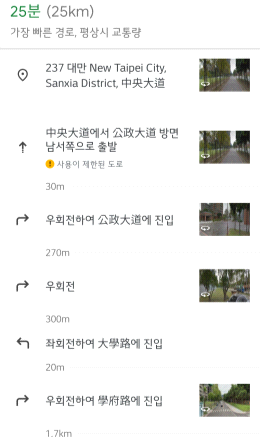 25분 (25km)
가장 빠른 경로, 평상시 교통량
237 대만 New Taipei City,
Sanxia District, 中央大道
中央大道에서 公政大道 방면
남서쪽으로 출발
사용이 제한된 도로
30m
우회전하여 公政大道에 진입
270m
우회전
300m
좌회전하여 大學路에 진입
20m
우회전하여 學府路에 진입
1.7km